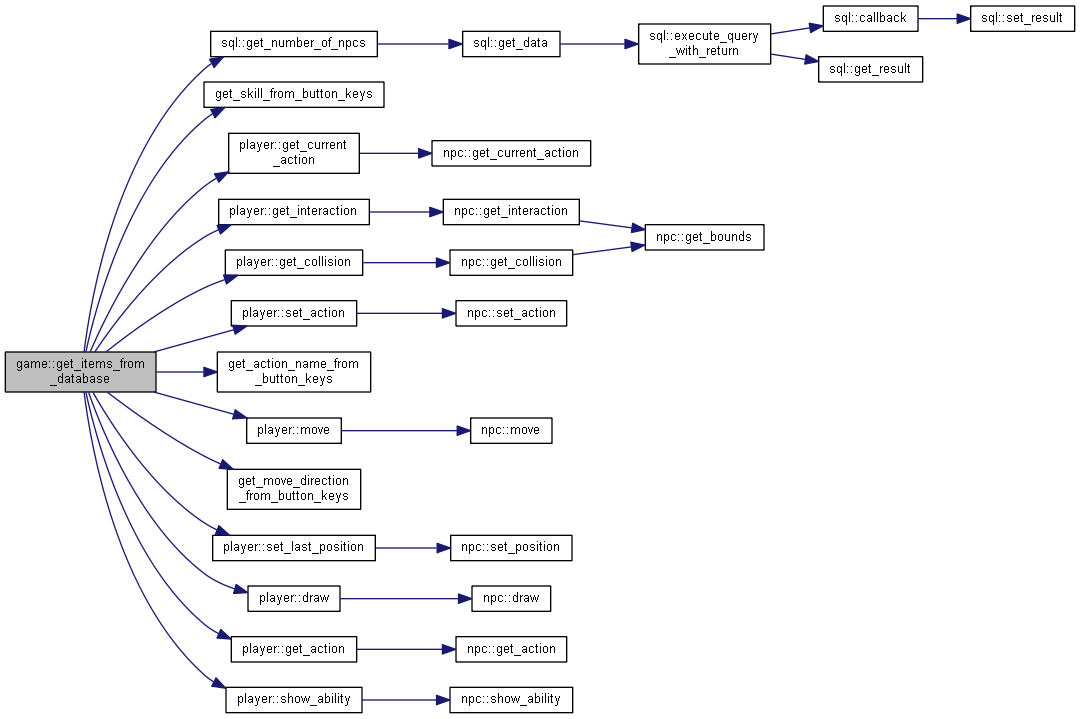 game::get_items_from
_database
sql::get_number_of_npcs
sql::get_data
sql::execute_query
_with_return
sql::callback
sql::set_result
sql::get_result
get_skill_from_button_keys
player::get_current
_action
npc::get_current_action
player::get_interaction
npc::get_interaction
npc::get_bounds
player::get_collision
npc::get_collision
player::set_action
npc::set_action
get_action_name_from
_button_keys
player::move
npc::move
get_move_direction
_from_button_keys
player::set_last_position
npc::set_position
player::draw
npc::draw
player::get_action
npc::get_action
player::show_ability
npc::show_ability